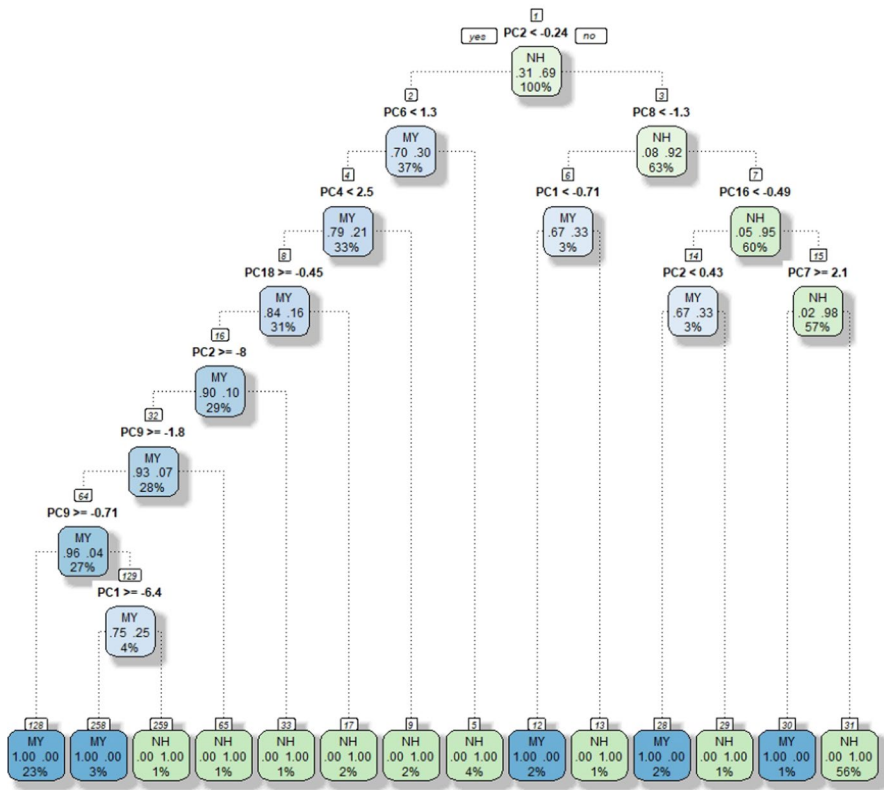 1
yes PC2 < -0.24 no
NH
.31 .69
100%
2 3
PC6 < 1.3 PC8 < -1.3
MY NH
.70 .30 .08 .92
37% 63%
4 6 7
PC4 < 2.5 PC1 < -0.71 PC16 < -0.49
MY MY NH
.79 .21 .67 .33 .05 .95
33% 3% 60%
8 14 15
PC18 >= -0.45 PC2 < 0.43 PC7 >= 2.1
MY MY NH
.84 .16 .67 .33 .02 .98
31% 3% 57%
16
PC2 >= -8
MY
.90 .10
29%
32
PC9 >= -1.8
MY
.93 .07
28%
64
PC9 >= -0.71
MY
.96 .04
27%
129
PC1 >= -6.4
MY
.75 .25
4%
128 258 259 65 33 17 9 5 12 13 28 29 30 31
MY MY NH NH NH NH NH NH MY NH MY NH MY NH
1.00 .00 1.00 .00 .00 1.00 .00 1.00 .00 1.00 .00 1.00 .00 1.00 .00 1.00 1.00 .00 .00 1.00 1.00 .00 .00 1.00 1.00 .00 .00 1.00
23% 3% 1% 1% 1% 2% 2% 4% 2% 1% 2% 1% 1% 56%